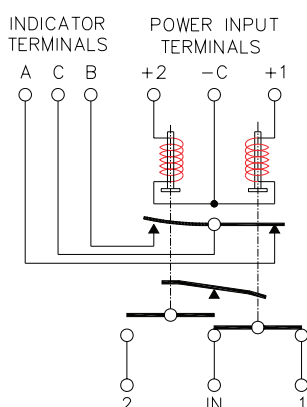 INDICATOR TERMINALS
POWER INPUT TERMINALS
A C B +2 -C +1
2 IN 1